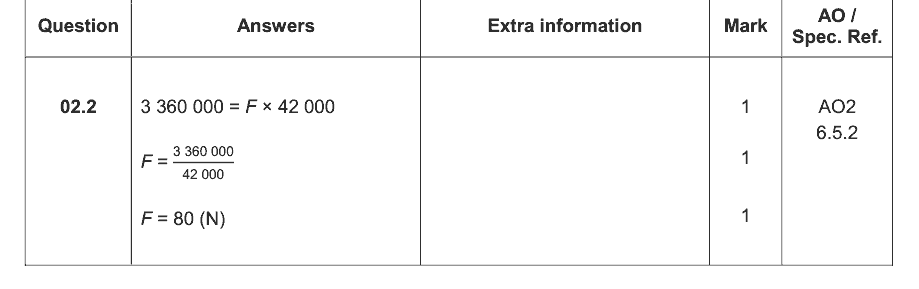 Question Answers Extra information Mark AO /
Spec. Ref.
02.2 3 360 000 = F × 42 000 1 AO2
6.5.2
F = 3 360 000
42 000 1
F = 80 (N) 1